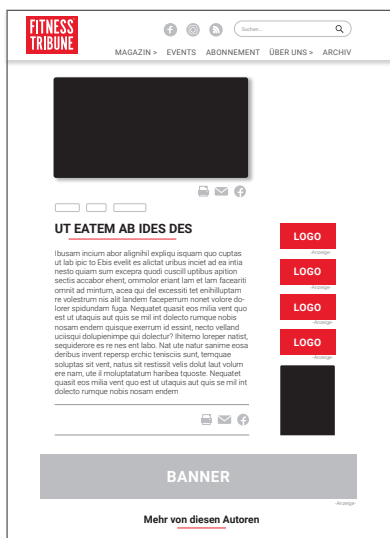 FITNESS
TRIBUNE
Suchen...
MAGAZIN > EVENTS ABONNEMENT ÜBER UNS > ARCHIV
UT EATEM AB IDES DES
Ibusam incium abor alignihil expliqu isquam quo cuptas
ut lab ipic to Ebis evelit es alictat uribus inciet ad ea intia
nesto quiam sum excepra quodi cuscill uptibus apition
sectis accabor ehent, ommolor eriant lam et lam faceariti
omnit ad mintum, acea qui del excessiti tet enihilluptam
re volestrum nis alit landem faceperrum nonet volore do-
lorer spidundam fuga. Nequatet quasit eos milia vent quo
est ut utaquis aut quis se mil int dolecto rumque nobis
nosam endem quisque exerrum id essint, necto velland
uciisqui dolupienimpe qui dolectur? Ihitemo loreper natist,
sequidiorere es re nes ent labo. Nat ute natur sanime eosa
deribus invent repersp erchic tenisciis sunt, temquae
soluptas sit vent, natus sit restissit velis dolut laut volum
ere nam, ute il moluptatatum haribea tquoste. Nequatet
quasit eos milia vent quo est ut utaquis aut quis se mil int
dolecto rumque nobis nosam endem
LOGO
-Anzeige-
LOGO
-Anzeige-
LOGO
-Anzeige-
LOGO
-Anzeige-
BANNER
-Anzeige-
Mehr von diesen Autoren